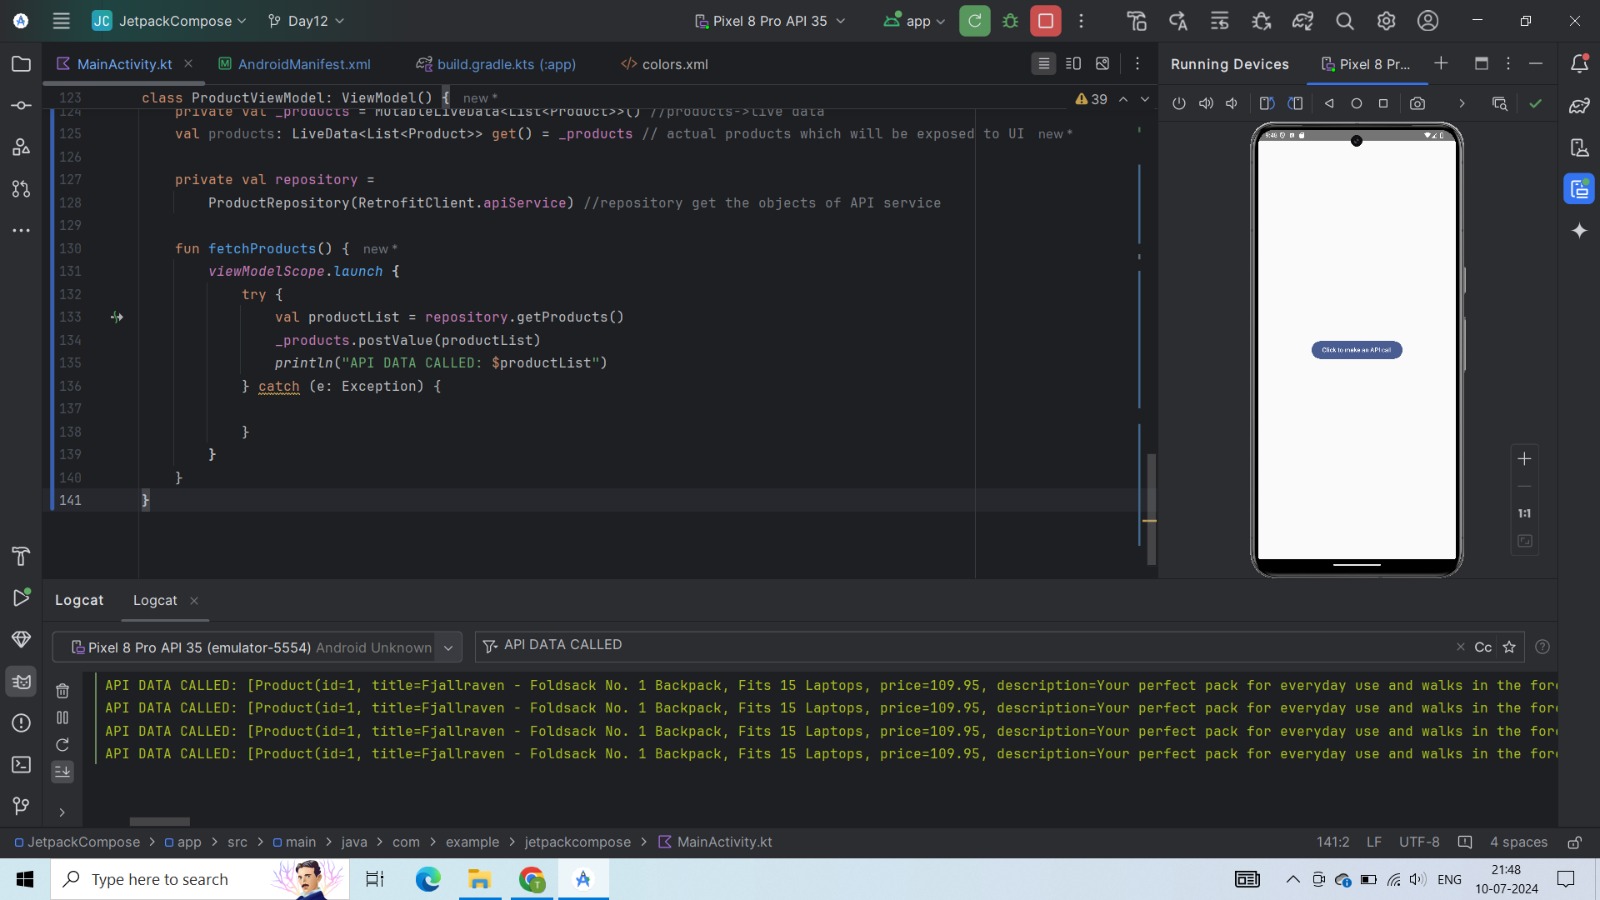 JC JetpackCompose Day12 Pixel 8 Pro API 35 app
MainActivity.kt AndroidManifest.xml build.gradle.kts (:app) colors.xml Running Devices Pixel 8 Pr...
123 class ProductViewModel: ViewModel() { new * 39
124 private val _products = MutableLiveData<List<Product>>() //products->live data
125 val products: LiveData<List<Product>> get() = _products // actual products which will be exposed to UI new *
126
127 private val repository =
128 ProductRepository(RetrofitClient.apiService) //repository get the objects of API service
129
130 fun fetchProducts() { new *
131 viewModelScope.launch {
132 try {
133 val productList = repository.getProducts()
134 _products.postValue(productList)
135 println("API DATA CALLED: $productList")
136 } catch (e: Exception) {
137
138 }
139 }
140 }
141 }
Click to make an API call
1:1
Logcat Logcat
Pixel 8 Pro API 35 (emulator-5554) Android Unknown API DATA CALLED Cc
API DATA CALLED: [Product(id=1, title=Fjallraven - Foldsack No. 1 Backpack, Fits 15 Laptops, price=109.95, description=Your perfect pack for everyday use and walks in the for
API DATA CALLED: [Product(id=1, title=Fjallraven - Foldsack No. 1 Backpack, Fits 15 Laptops, price=109.95, description=Your perfect pack for everyday use and walks in the for
API DATA CALLED: [Product(id=1, title=Fjallraven - Foldsack No. 1 Backpack, Fits 15 Laptops, price=109.95, description=Your perfect pack for everyday use and walks in the for
API DATA CALLED: [Product(id=1, title=Fjallraven - Foldsack No. 1 Backpack, Fits 15 Laptops, price=109.95, description=Your perfect pack for everyday use and walks in the for
JetpackCompose > app > src > main > java > com > example > jetpackcompose > MainActivity.kt 141:2 LF UTF-8 4 spaces
Type here to search ENG 21:48
10-07-2024